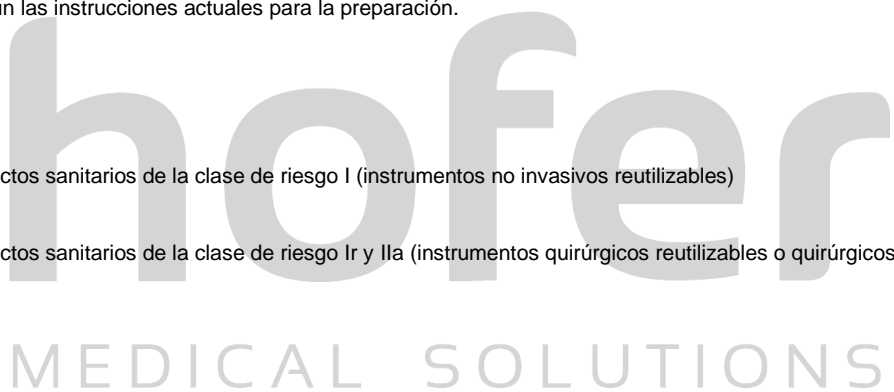 n las instrucciones actuales para la preparación.
hofer
ctos sanitarios de la clase de riesgo I (instrumentos no invasivos reutilizables)
ctos sanitarios de la clase de riesgo Ir y IIa (instrumentos quirúrgicos reutilizables o quirúrgicos
MEDICAL SOLUTIONS